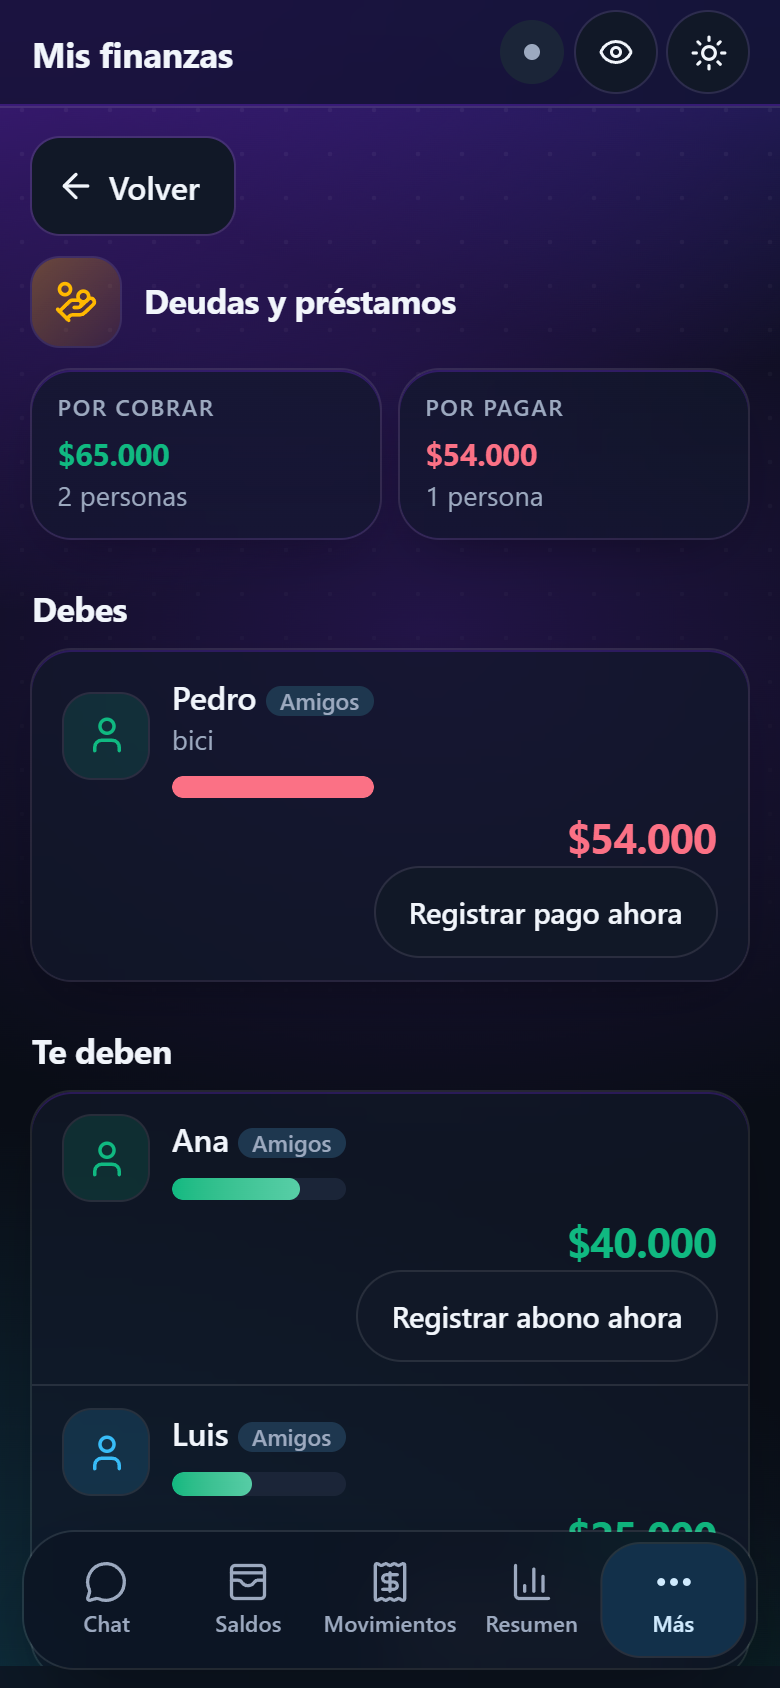 Mis finanzas
Volver
Deudas y préstamos
POR COBRAR
$65.000
2 personas
POR PAGAR
$54.000
1 persona
Debes
Pedro Amigos
bici
$54.000
Registrar pago ahora
Te deben
Ana Amigos
$40.000
Registrar abono ahora
Luis Amigos
Chat
Saldos
Movimientos
Resumen
Más